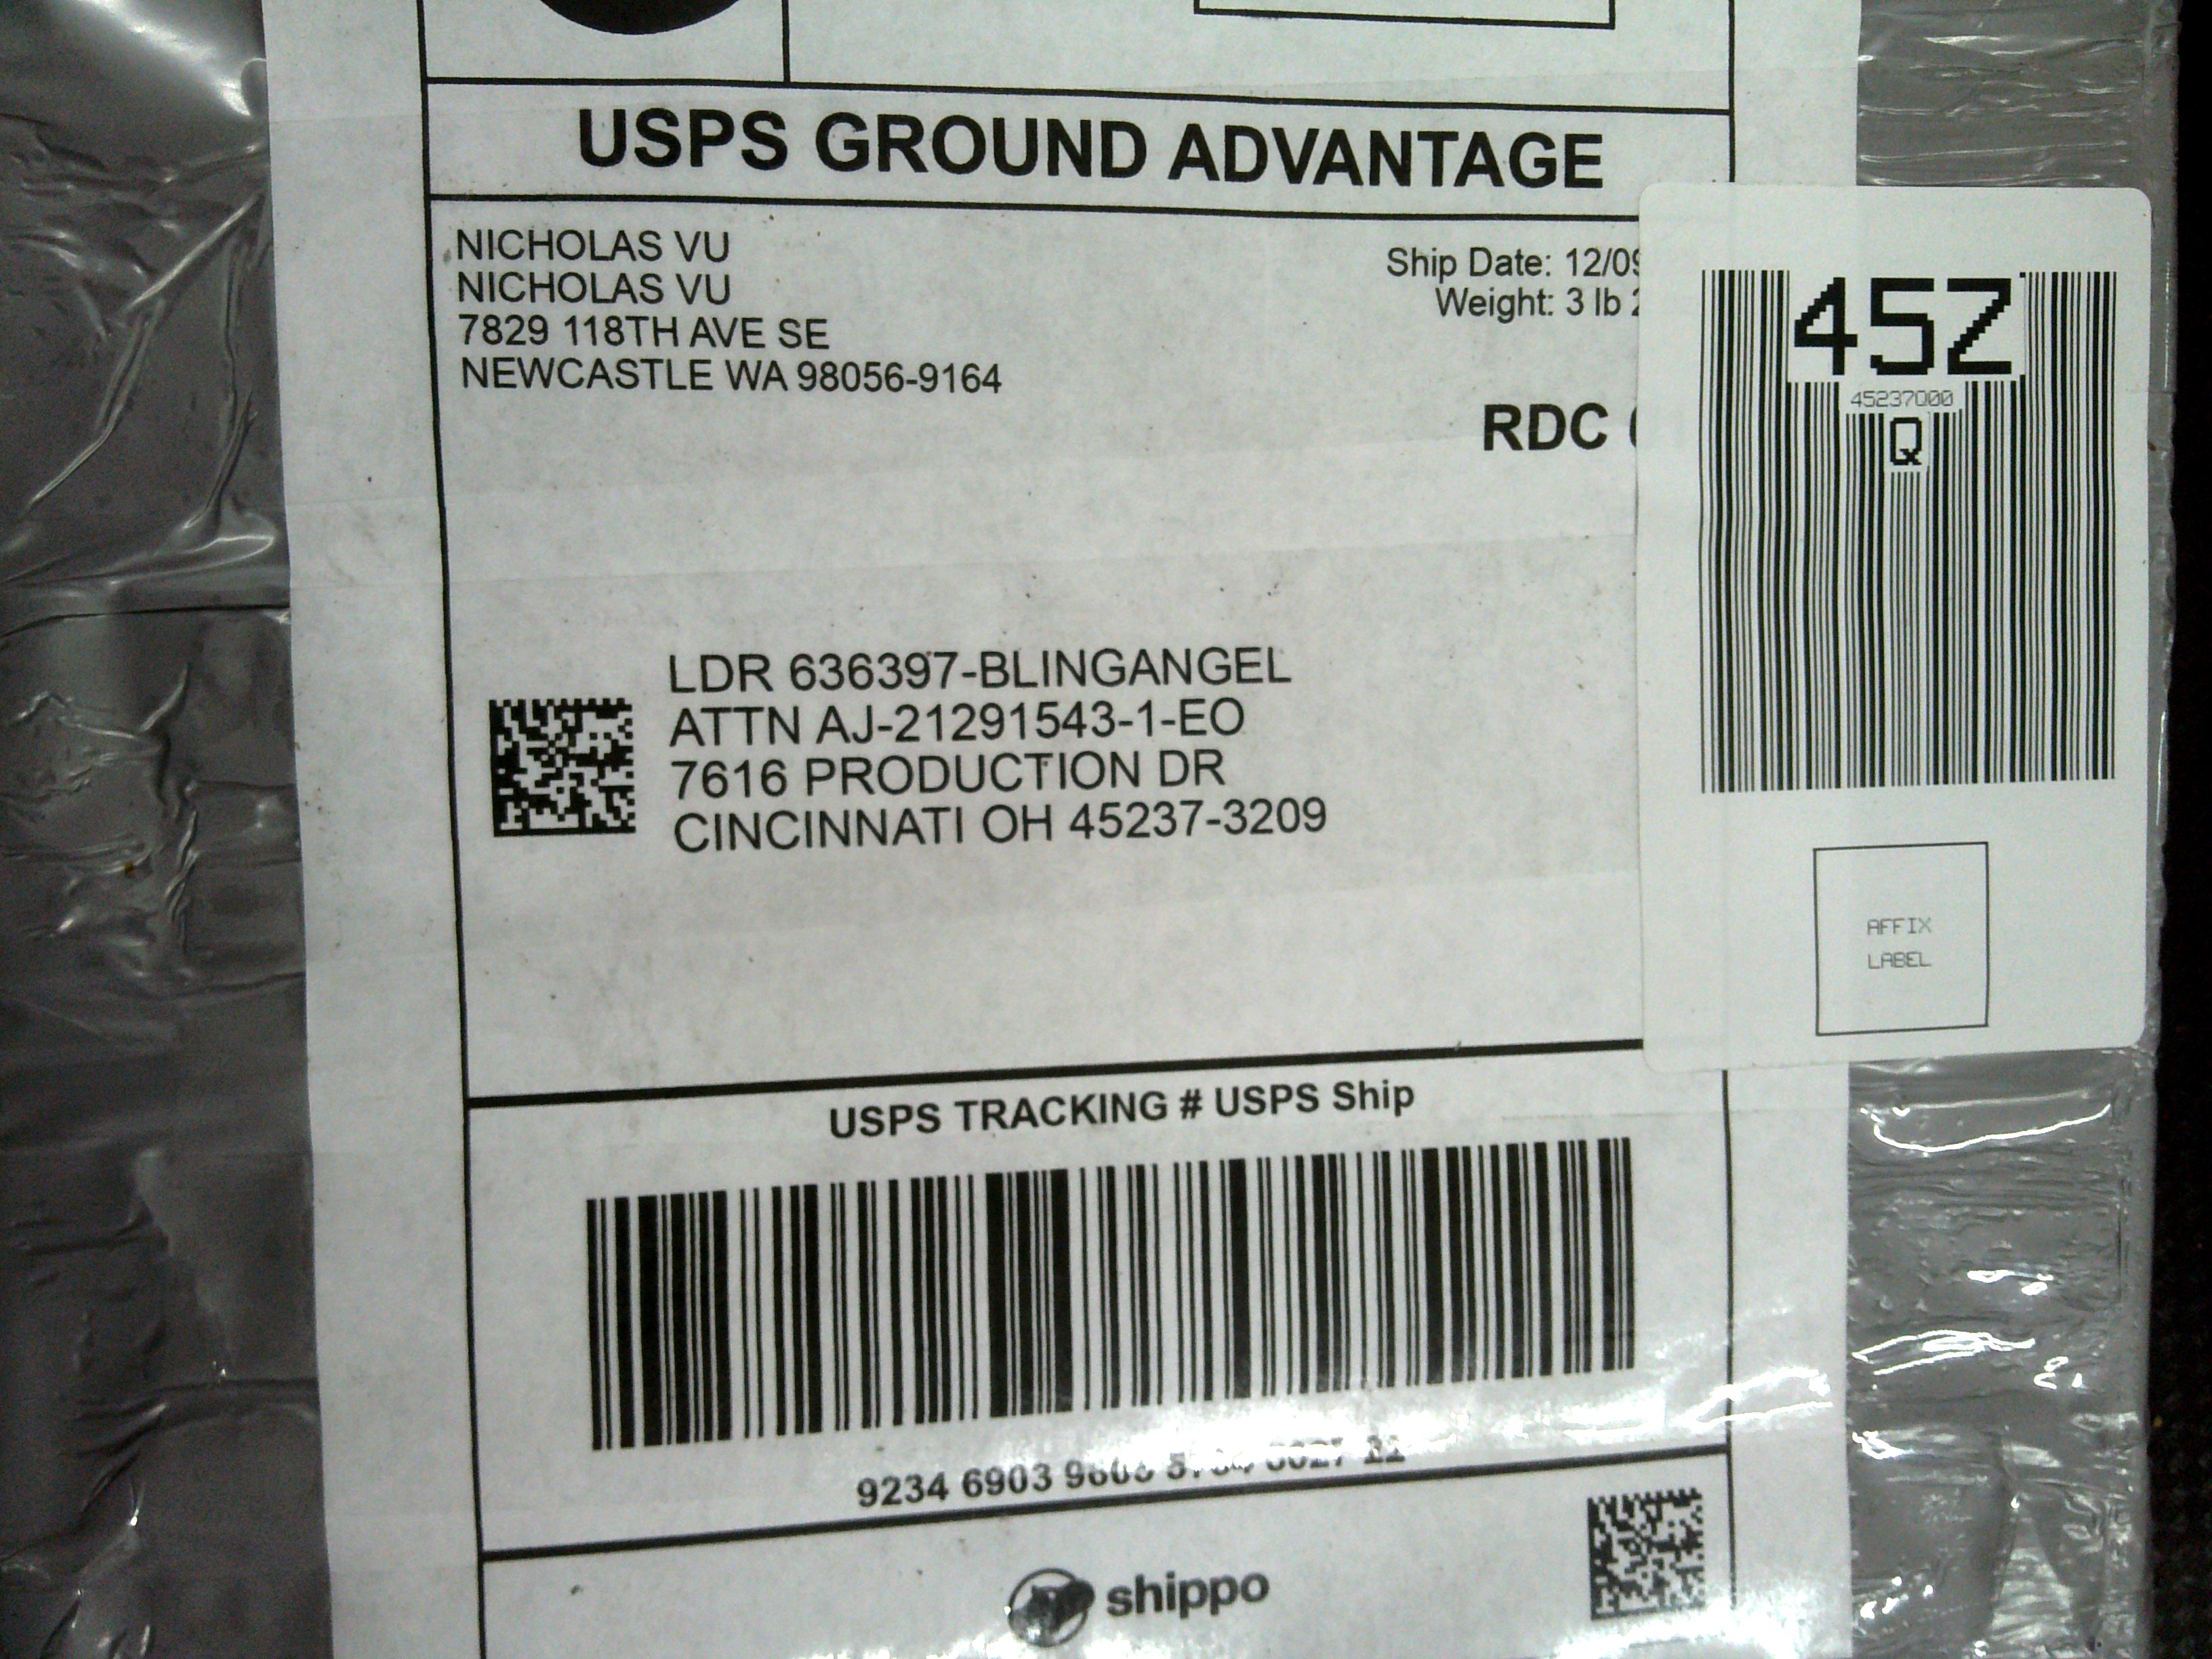 USPS GROUND ADVANTAGE
NICHOLAS VU
NICHOLAS VU
7829 118TH AVE SE
NEWCASTLE WA 98056-9164
Ship Date: 12/09
Weight: 3 lb
RDC
45Z
45237Q00
Q
LDR 636397-BLINGANGEL
ATTN AJ-21291543-1-EO
7616 PRODUCTION DR
CINCINNATI OH 45237-3209
AFFIX
LABEL
USPS TRACKING # USPS Ship
9234 6903
shippo